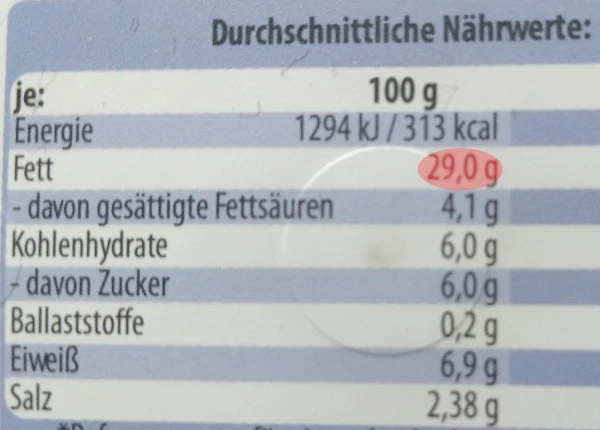 Durchschnittliche Nährwerte:
je: 100 g
Energie 1294 kJ / 313 kcal
Fett 29,0 g
- davon gesättigte Fettsäuren 4,1 g
Kohlenhydrate 6,0 g
- davon Zucker 6,0 g
Ballaststoffe 0,2 g
Eiweiß 6,9 g
Salz 2,38 g